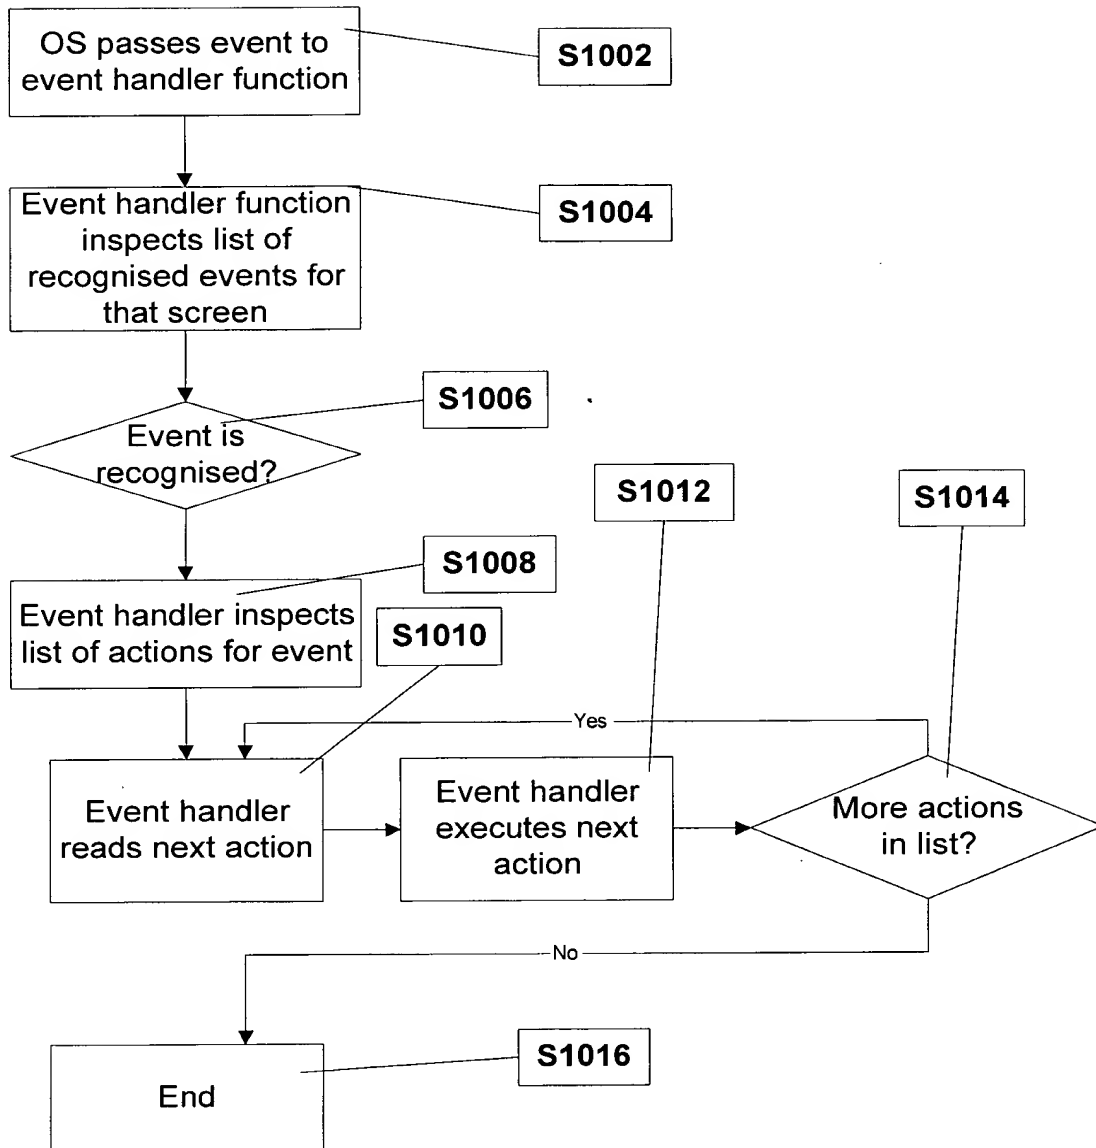 OS passes event to
event handler function
S1002
Event handler function
inspects list of
recognised events for
that screen
S1004
Event is
recognised?
S1006
Event handler inspects
list of actions for event
S1008
Event handler
reads next action
S1010
Event handler
executes next
action
S1012
More actions
in list?
S1014
Yes
No
End
S1016